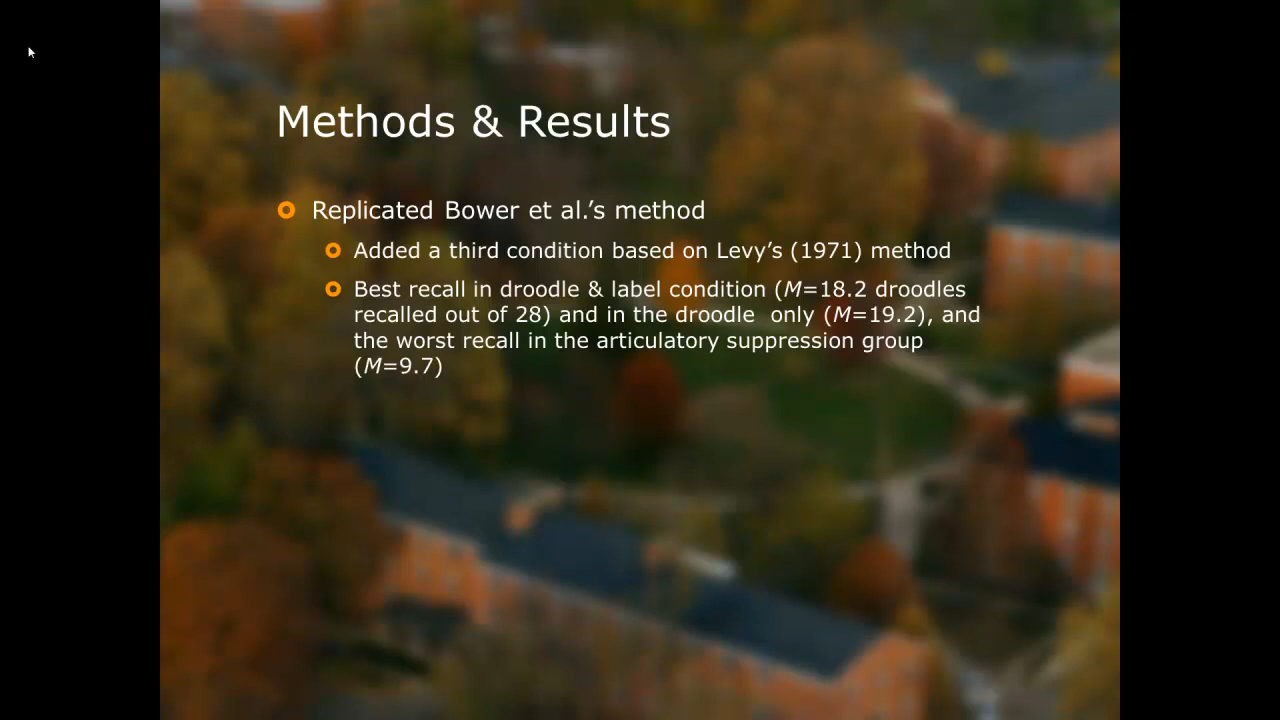 Methods & Results
Replicated Bower et al.’s method
Added a third condition based on Levy’s (1971) method
Best recall in droodle & label condition (M=18.2 droodles
recalled out of 28) and in the droodle  only (M=19.2), and
the worst recall in the articulatory suppression group
(M=9.7)